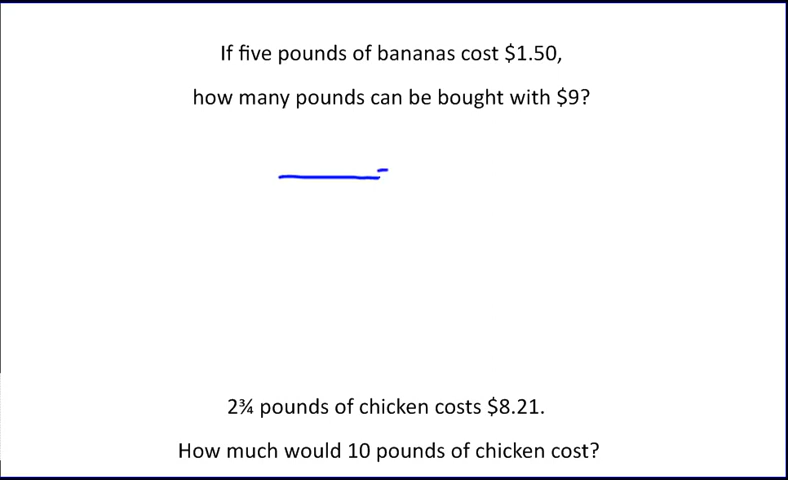 If five pounds of bananas cost $1.50,
how many pounds can be bought with $9?
2¾ pounds of chicken costs $8.21.
How much would 10 pounds of chicken cost?